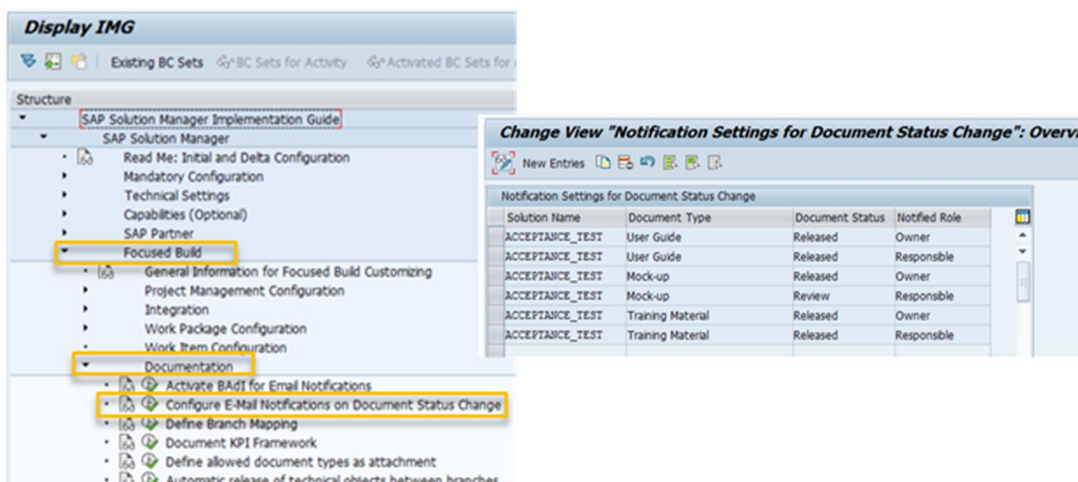 Display IMG
Existing BC Sets BC Sets for Activity Activated BC Sets for
Structure
SAP Solution Manager Implementation Guide
SAP Solution Manager
Read Me: Initial and Delta Configuration
Mandatory Configuration
Technical Settings
Capabilities (Optional)
SAP Partner
Focused Build
General Information for Focused Build Customizing
Project Management Configuration
Integration
Work Package Configuration
Work Item Configuration
Documentation
Activate BAdI for Email Notifications
Configure E-Mail Notifications on Document Status Change
Define Branch Mapping
Document KPI Framework
Define allowed document types as attachment
Automatic release of technical objects between branches
Change View "Notification Settings for Document Status Change": Overvi
New Entries
Notification Settings for Document Status Change
Solution Name Document Type Document Status Notified Role
ACCEPTANCE_TEST User Guide Released Owner
ACCEPTANCE_TEST User Guide Released Responsible
ACCEPTANCE_TEST Mock-up Released Owner
ACCEPTANCE_TEST Mock-up Review Responsible
ACCEPTANCE_TEST Training Material Released Owner
ACCEPTANCE_TEST Training Material Released Responsible